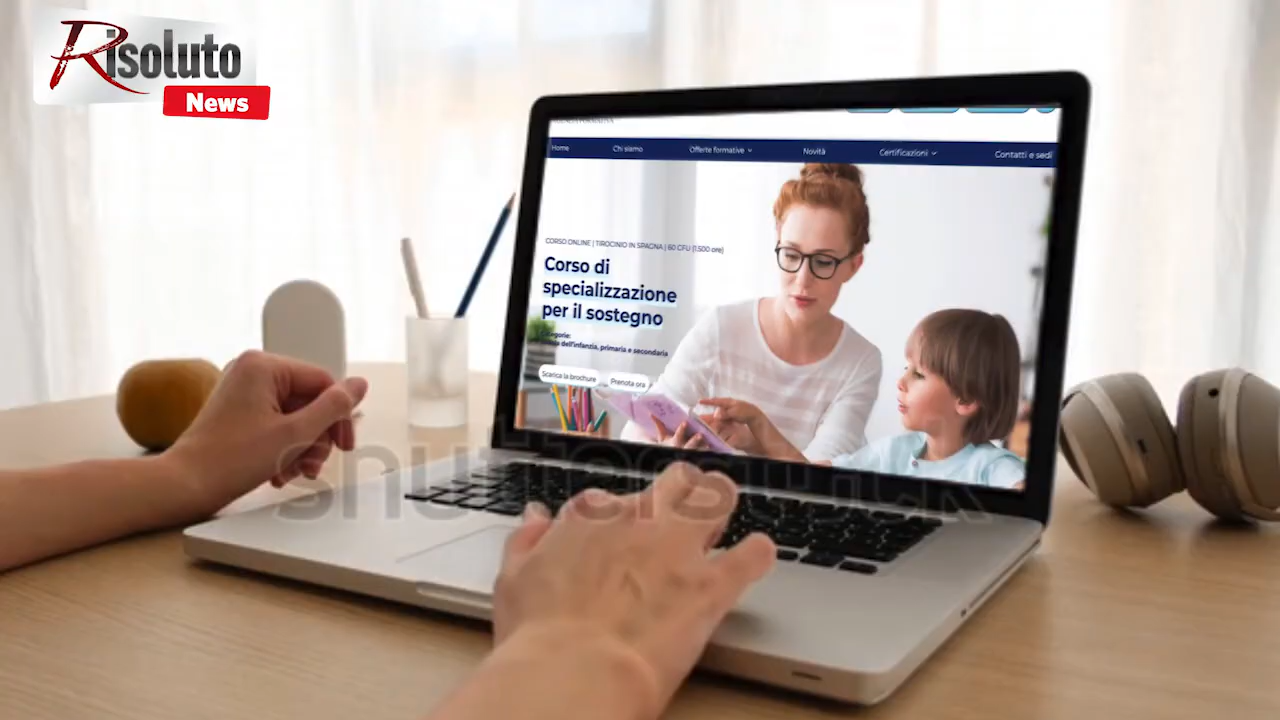 Risoluto
News
Home Chi siamo Offerte formative Novità Certificazioni Contatti e sedi
CORSO ONLINE | TIROCINIO IN SPAGNA | 60 CFU (1.500 ore)
Corso di
specializzazione
per il sostegno
dell'infanzia, primaria e secondaria
Scarica la brochure Prenota ora
shutterstock